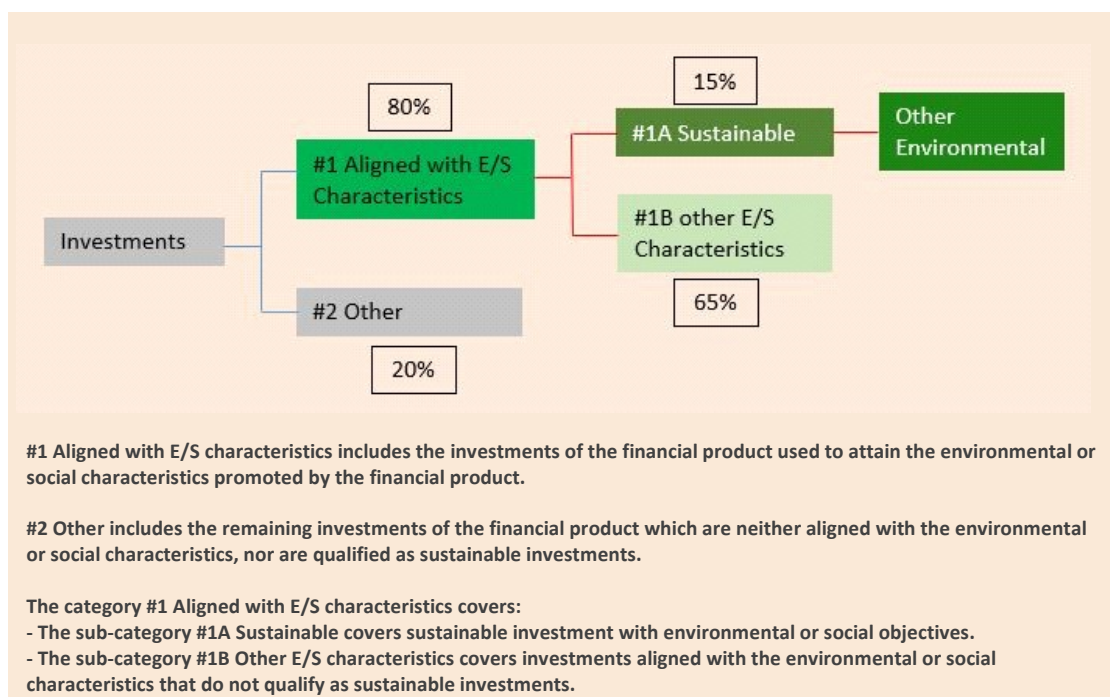 80%
15%
#1 Aligned with E/S
Characteristics
#1A Sustainable
Other
Environmental
Investments
#1B other E/S
Characteristics
#2 Other
65%
20%
#1 Aligned with E/S characteristics includes the investments of the financial product used to attain the environmental or
social characteristics promoted by the financial product.
#2 Other includes the remaining investments of the financial product which are neither aligned with the environmental
or social characteristics, nor are qualified as sustainable investments.
The category #1 Aligned with E/S characteristics covers:
- The sub-category #1A Sustainable covers sustainable investment with environmental or social objectives.
- The sub-category #1B Other E/S characteristics covers investments aligned with the environmental or social
characteristics that do not qualify as sustainable investments.